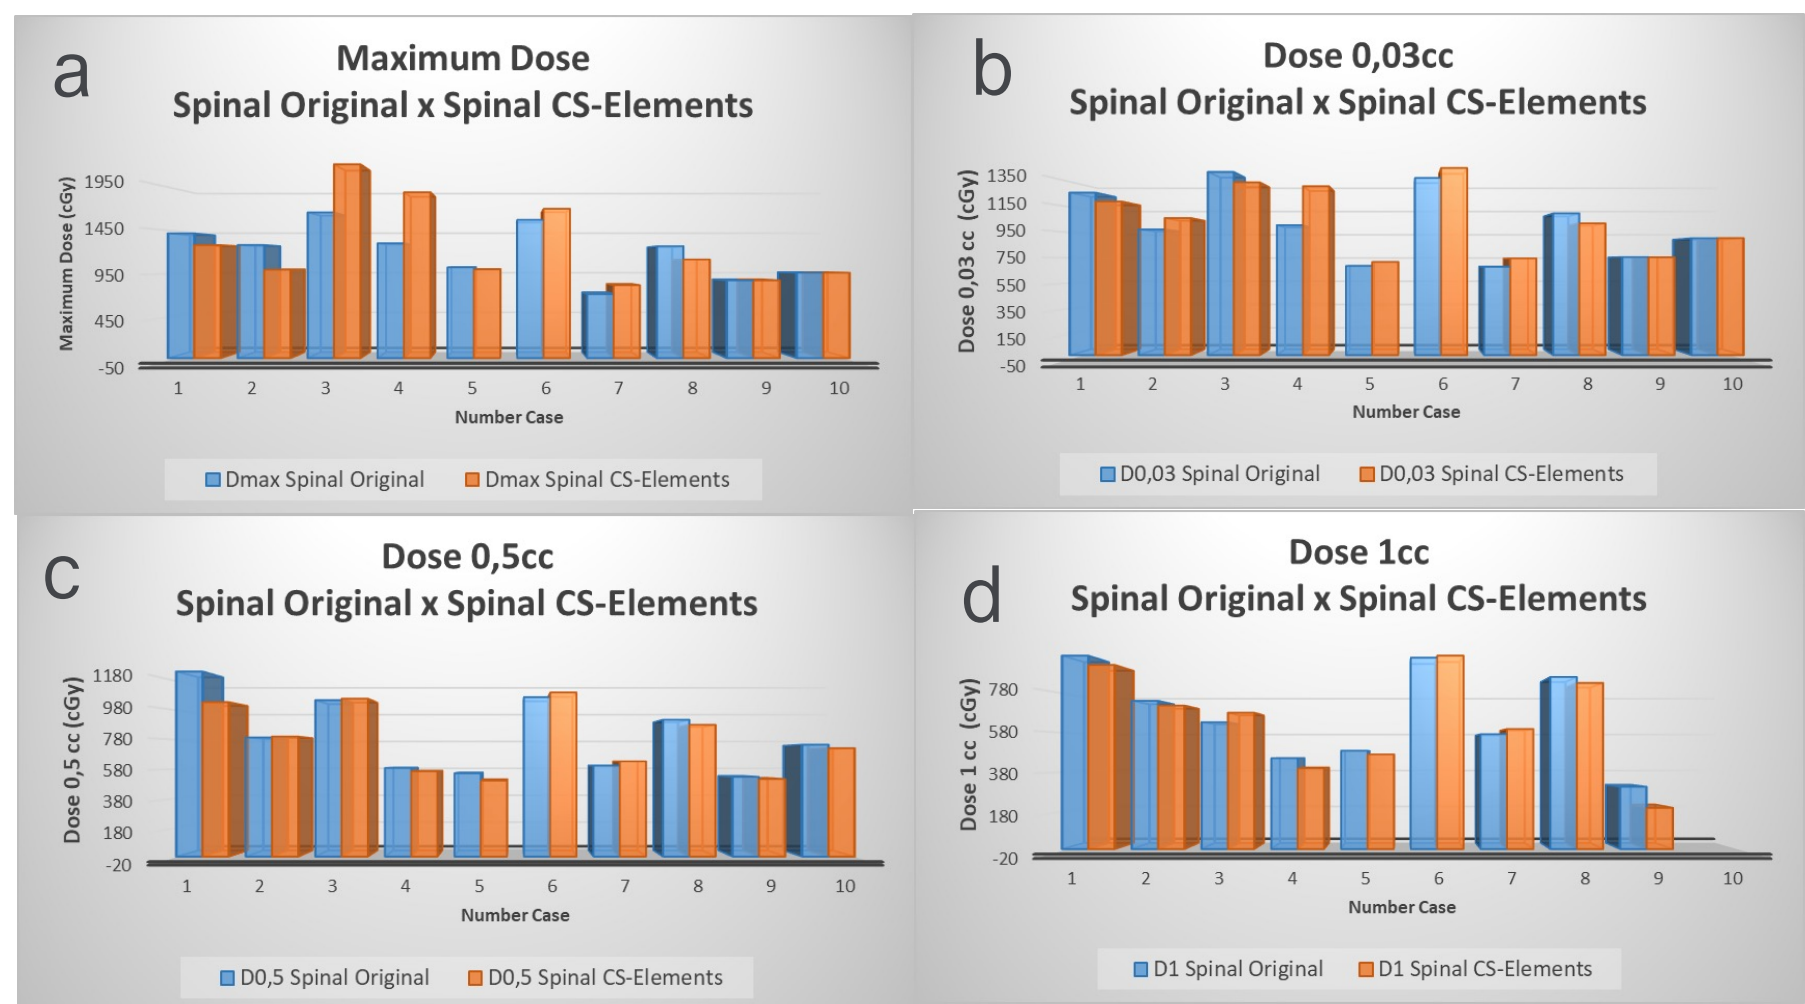 a
Maximum Dose
Spinal Original x Spinal CS-Elements
Maximum Dose (cGy)
1950
1450
950
450
-50
1 2 3 4 5 6 7 8 9 10
Number Case
Dmax Spinal Original Dmax Spinal CS-Elements
b
Dose 0,03cc
Spinal Original x Spinal CS-Elements
Dose 0,03 cc (cGy)
1350
1150
950
750
550
350
150
-50
1 2 3 4 5 6 7 8 9 10
Number Case
D0,03 Spinal Original D0,03 Spinal CS-Elements
c
Dose 0,5cc
Spinal Original x Spinal CS-Elements
Dose 0,5 cc (cGy)
1180
980
780
580
380
180
-20
1 2 3 4 5 6 7 8 9 10
Number Case
D0,5 Spinal Original D0,5 Spinal CS-Elements
d
Dose 1cc
Spinal Original x Spinal CS-Elements
Dose 1 cc (cGy)
780
580
380
180
-20
1 2 3 4 5 6 7 8 9 10
Number Case
D1 Spinal Original D1 Spinal CS-Elements